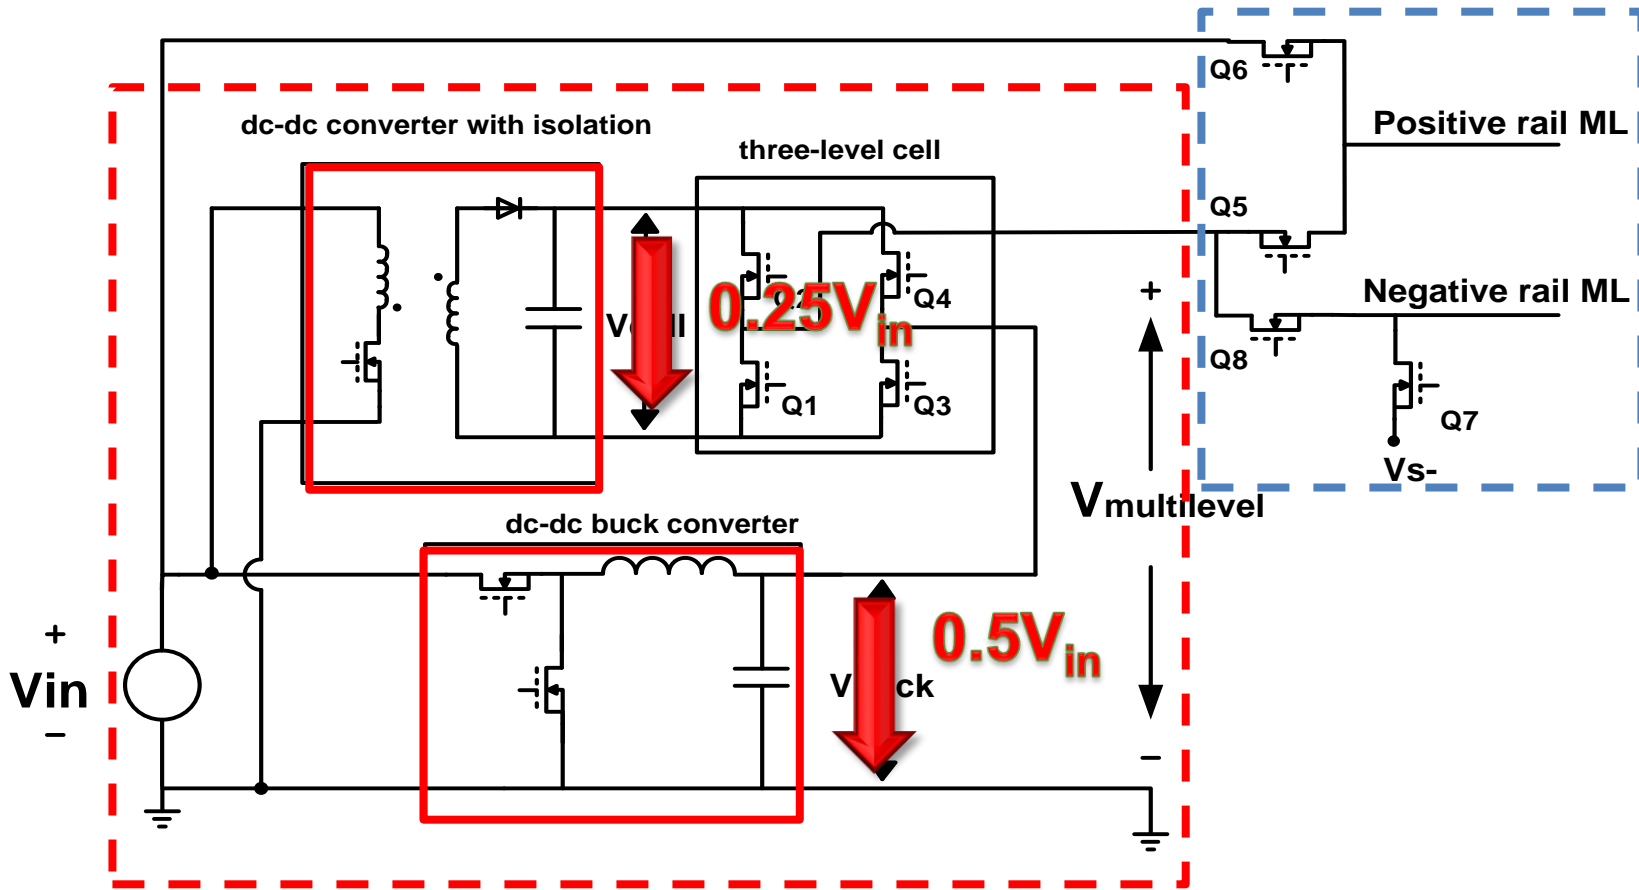 Q6
dc-dc converter with isolation
Positive rail ML
three-level cell
Q5
+
Q4
Negative rail ML
0.25Vin
Q8
Q1
Q3
Q7
Vs-
Vmultilevel
dc-dc buck converter
+
0.5Vin
Vin
−
−